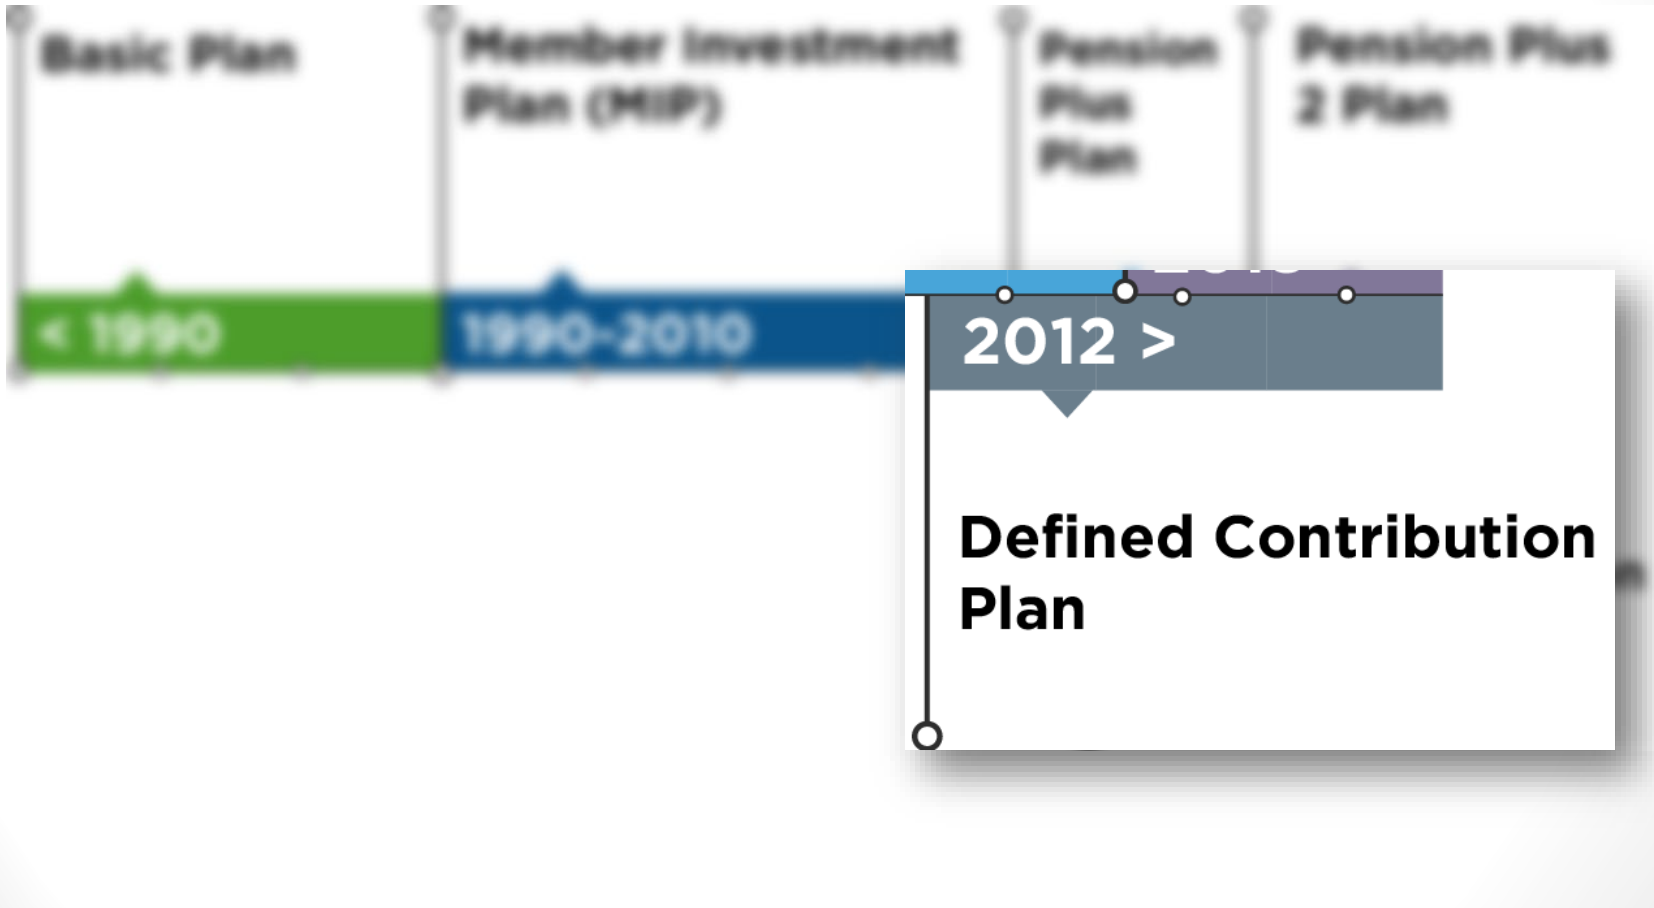 Basic Plan
Member Investment
Plan (MIP)
Pension
Plus
Plan
Pension Plus
2 Plan
< 1990
1990-2010
2012 >
Defined Contribution
Plan